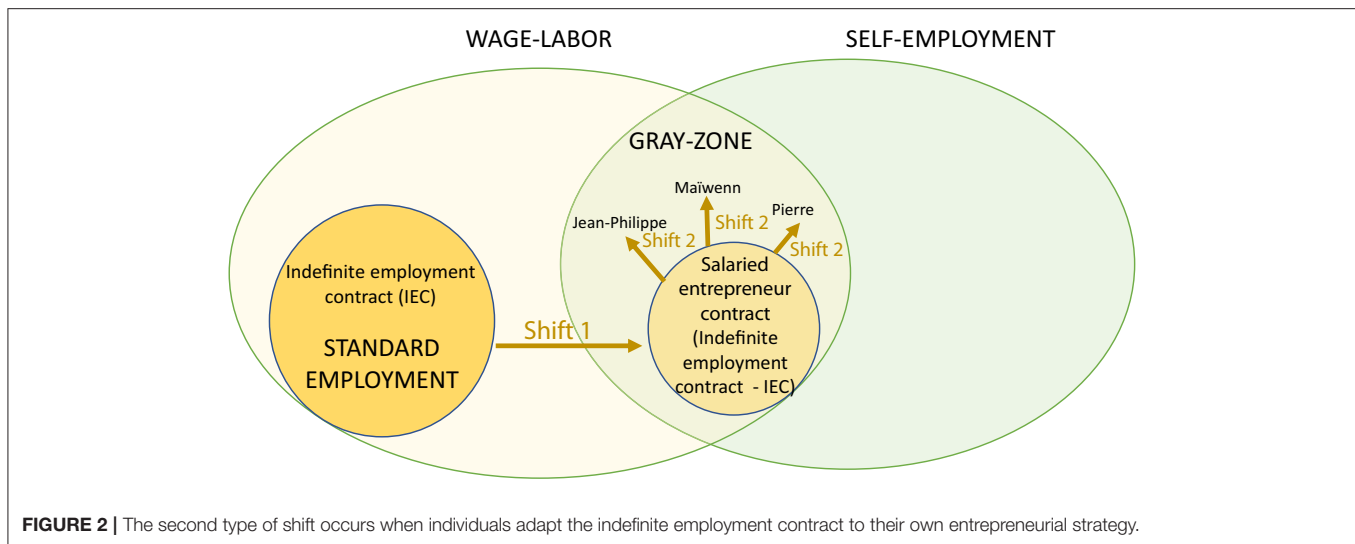 WAGE-LABOR
SELF-EMPLOYMENT
GRAY-ZONE
Maïwenn
Jean-Philippe
Pierre
Shift 2
Shift 2
Shift 2
Indefinite employment
contract (IEC)
STANDARD
EMPLOYMENT
Shift 1
Salaried
entrepreneur
contract
(Indefinite
employment
contract - IEC)
FIGURE 2 | The second type of shift occurs when individuals adapt the indefinite employment contract to their own entrepreneurial strategy.